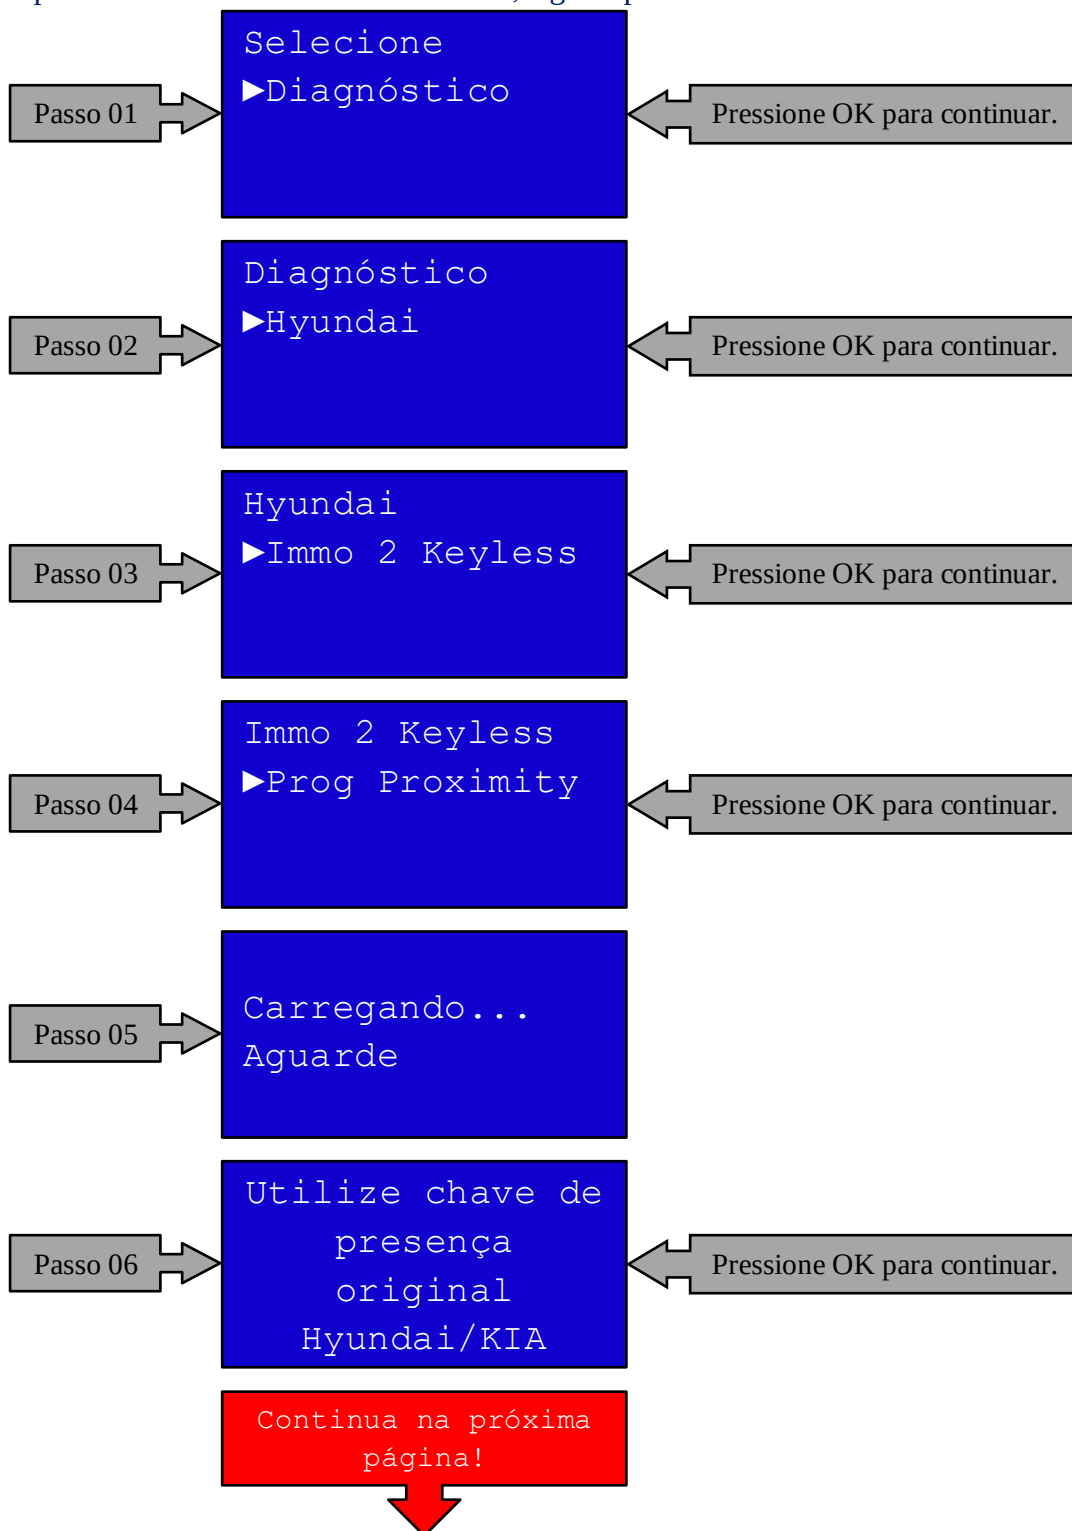 Selecione
►Diagnóstico
Passo 01
Pressione OK para continuar.
Diagnóstico
►Hyundai
Passo 02
Pressione OK para continuar.
Hyundai
►Immo 2 Keyless
Passo 03
Pressione OK para continuar.
Immo 2 Keyless
►Prog Proximity
Passo 04
Pressione OK para continuar.
Carregando...
Aguarde
Passo 05
Utilize chave de
presença
original
Hyundai/KIA
Passo 06
Pressione OK para continuar.
Continua na próxima
página!